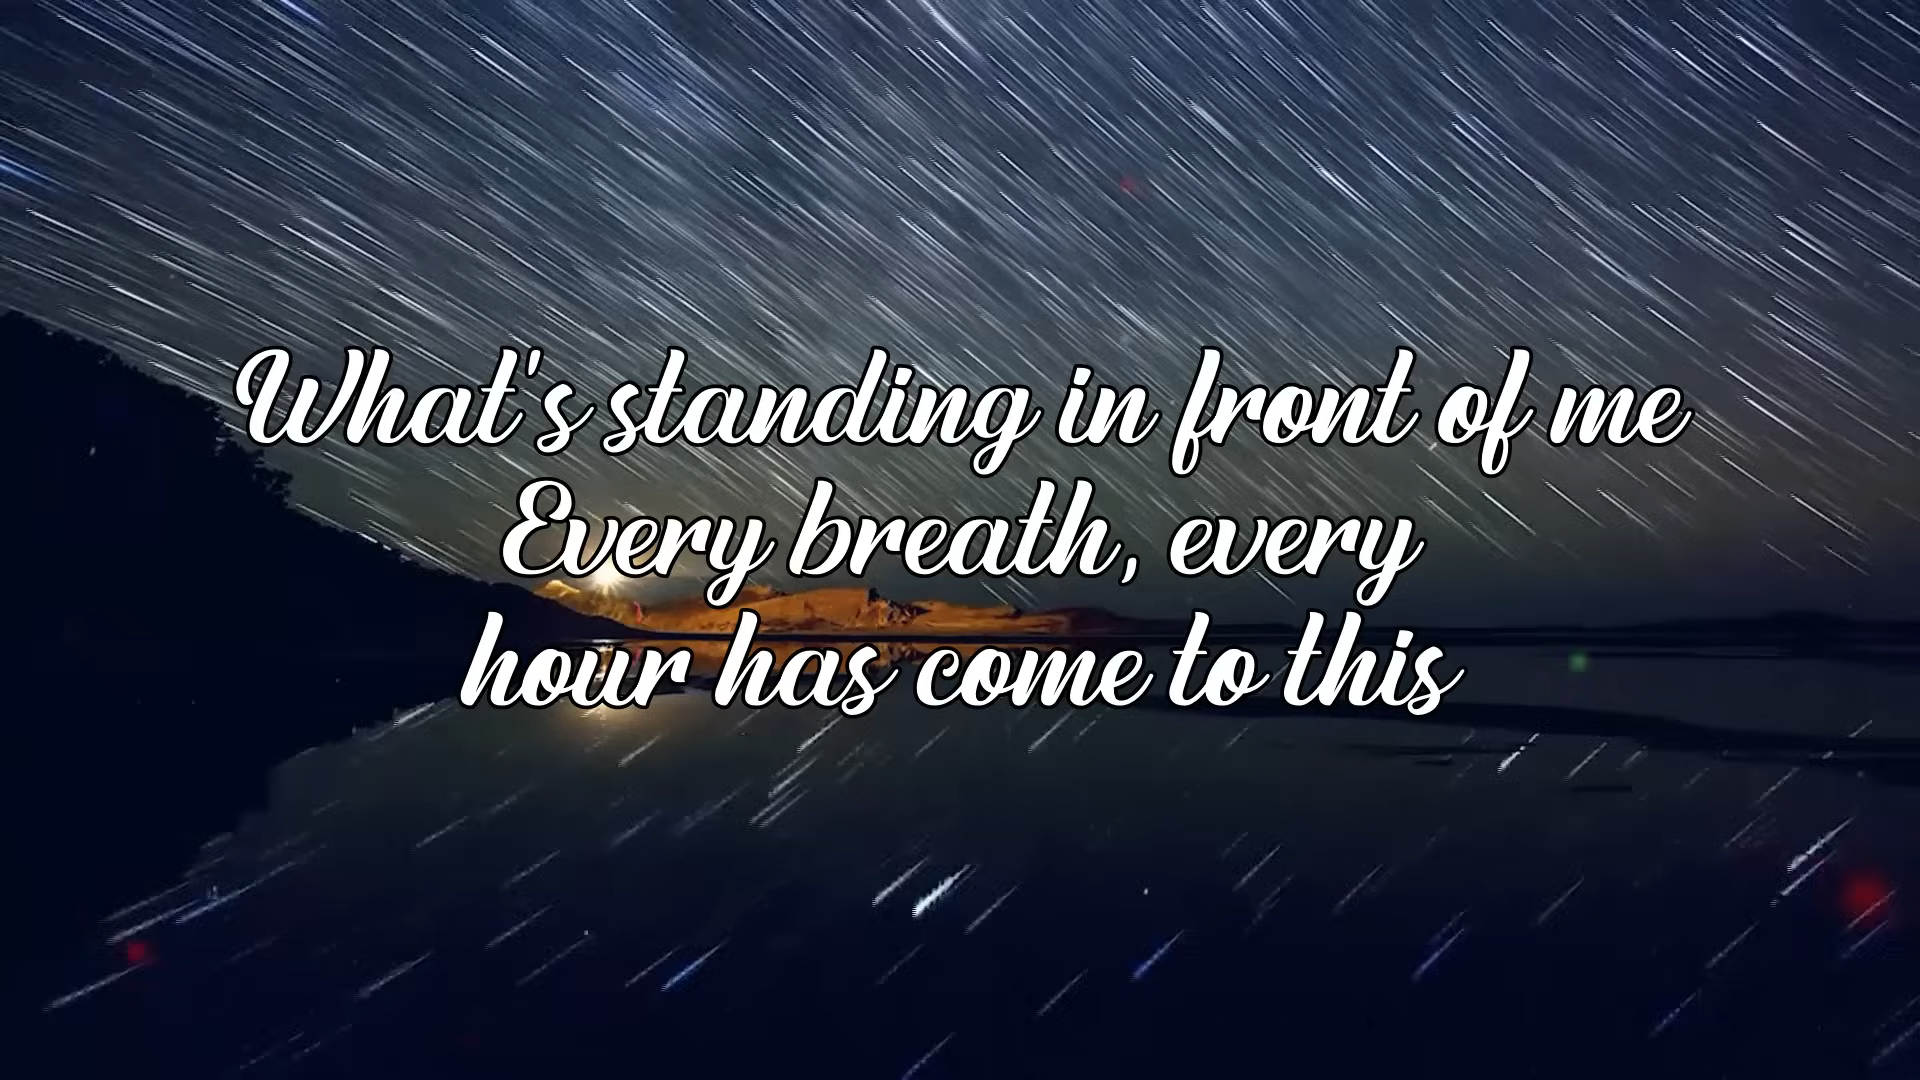 What's standing in front of me
Every breath, every
hour has come to this